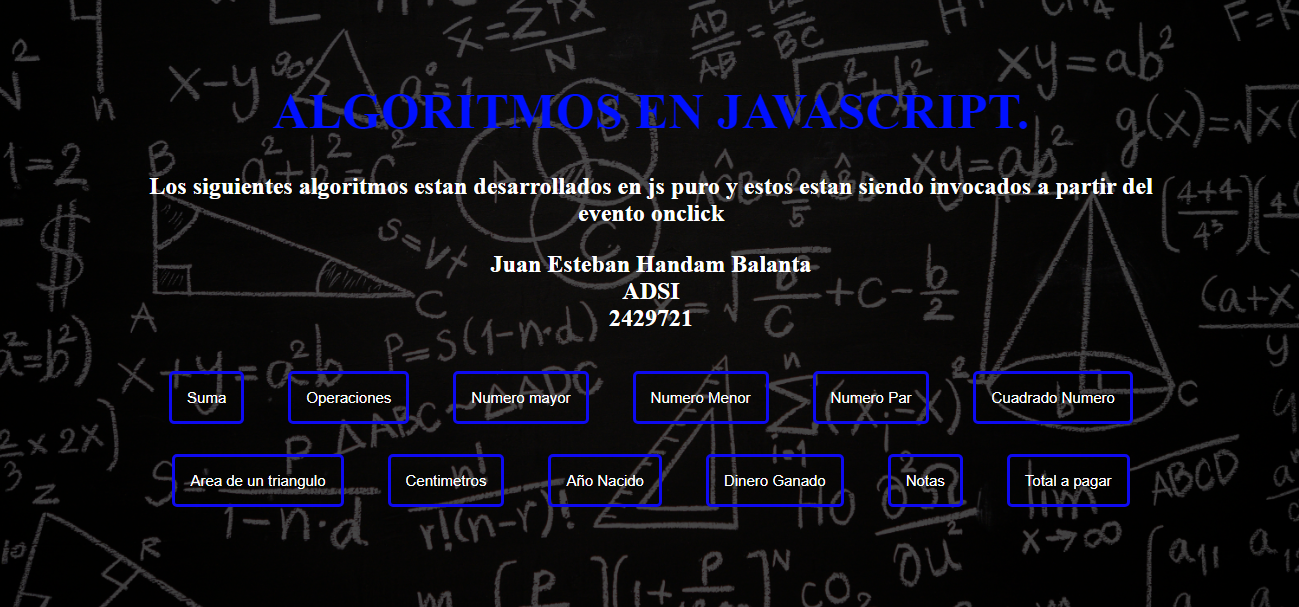 ALGORITMOS EN JAVASCRIPT.
Los siguientes algoritmos estan desarrollados en js puro y estos estan siendo invocados a partir del
evento onclick
Juan Esteban Handam Balanta
ADSI
2429721
Suma
Operaciones
Numero mayor
Numero Menor
Numero Par
Cuadrado Numero
Area de un triangulo
Centimetros
Año Nacido
Dinero Ganado
Notas
Total a pagar